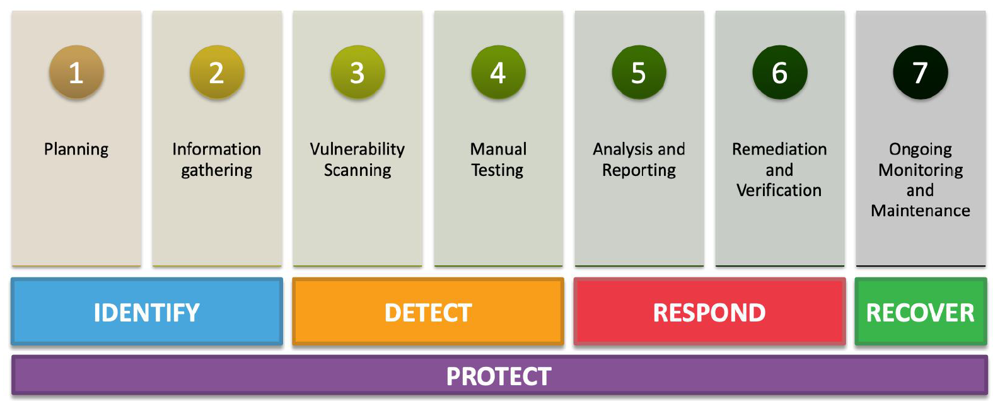 1
Planning
2
Information
gathering
3
Vulnerability
Scanning
4
Manual
Testing
5
Analysis and
Reporting
6
Remediation
and
Verification
7
Ongoing
Monitoring
and
Maintenance
IDENTIFY
DETECT
RESPOND
RECOVER
PROTECT